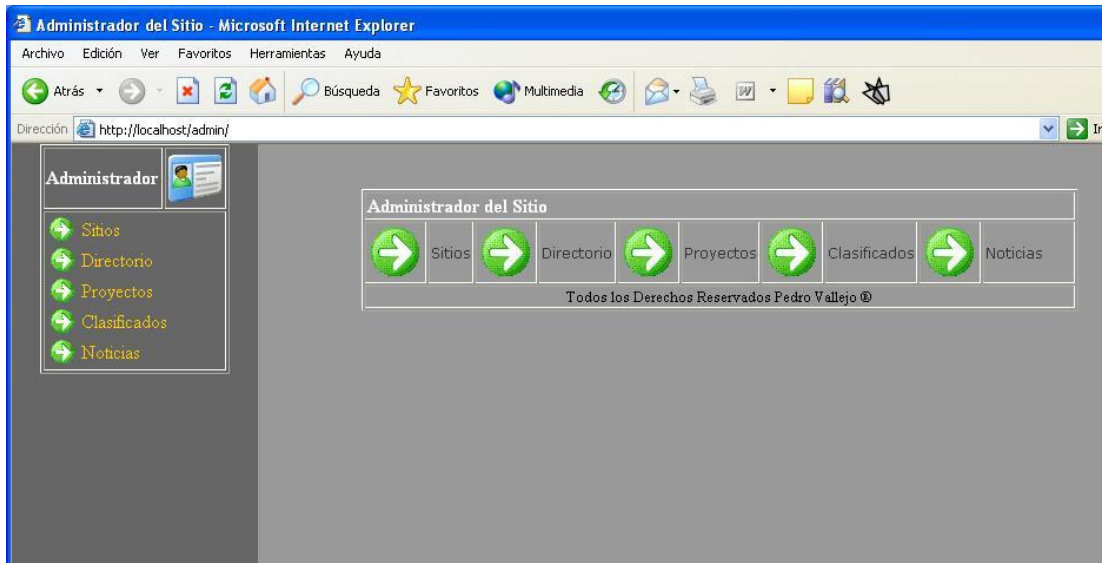 Administrador del Sitio - Microsoft Internet Explorer
Archivo Edición Ver Favoritos Herramientas Ayuda
Atrás Búsqueda Favoritos Multimedia
Dirección http://localhost/admin/ Ir
Administrador
Sitios
Directorio
Proyectos
Clasificados
Noticias
Administrador del Sitio
Sitios Directorio Proyectos Clasificados Noticias
Todos los Derechos Reservados Pedro Vallejo ®